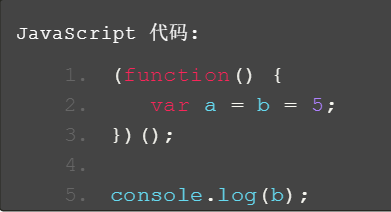 JavaScript 代码:
1. (function() {
2.    var a = b = 5;
3. })();
4.
5. console.log(b);